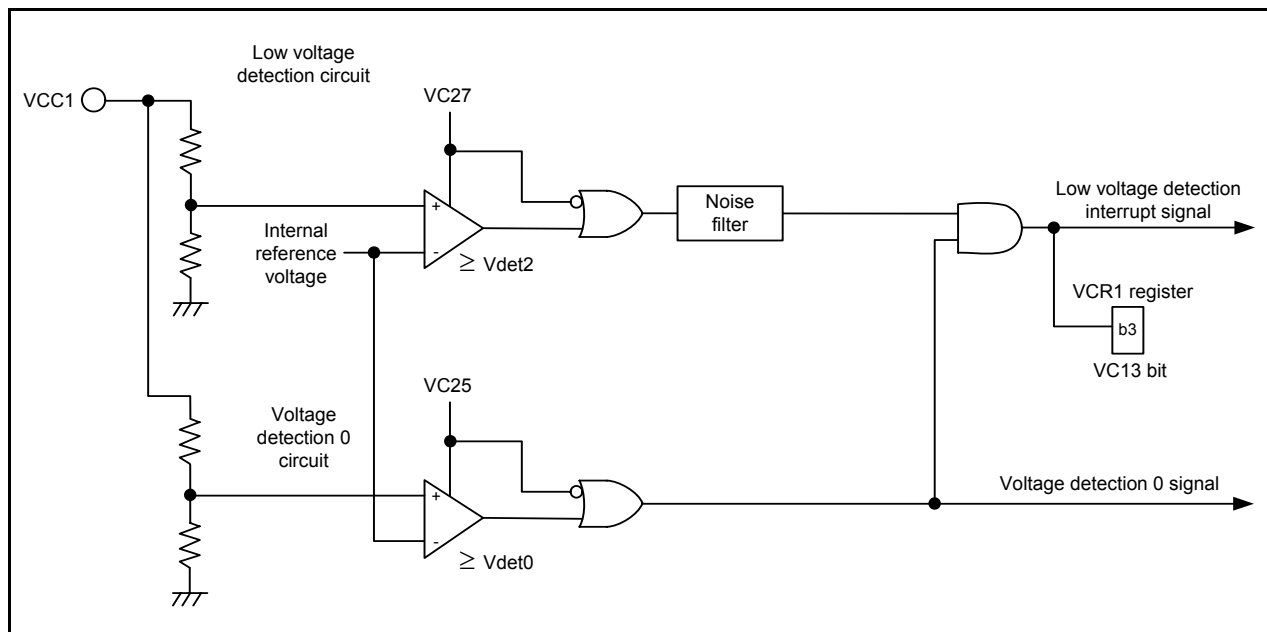 Low voltage
detection circuit
VCC1
VC27
+
-
≥ Vdet2
Internal
reference
voltage
Noise
filter
Low voltage detection
interrupt signal
VCR1 register
b3
VC13 bit
VC25
Voltage
detection 0
circuit
+
-
≥ Vdet0
Voltage detection 0 signal